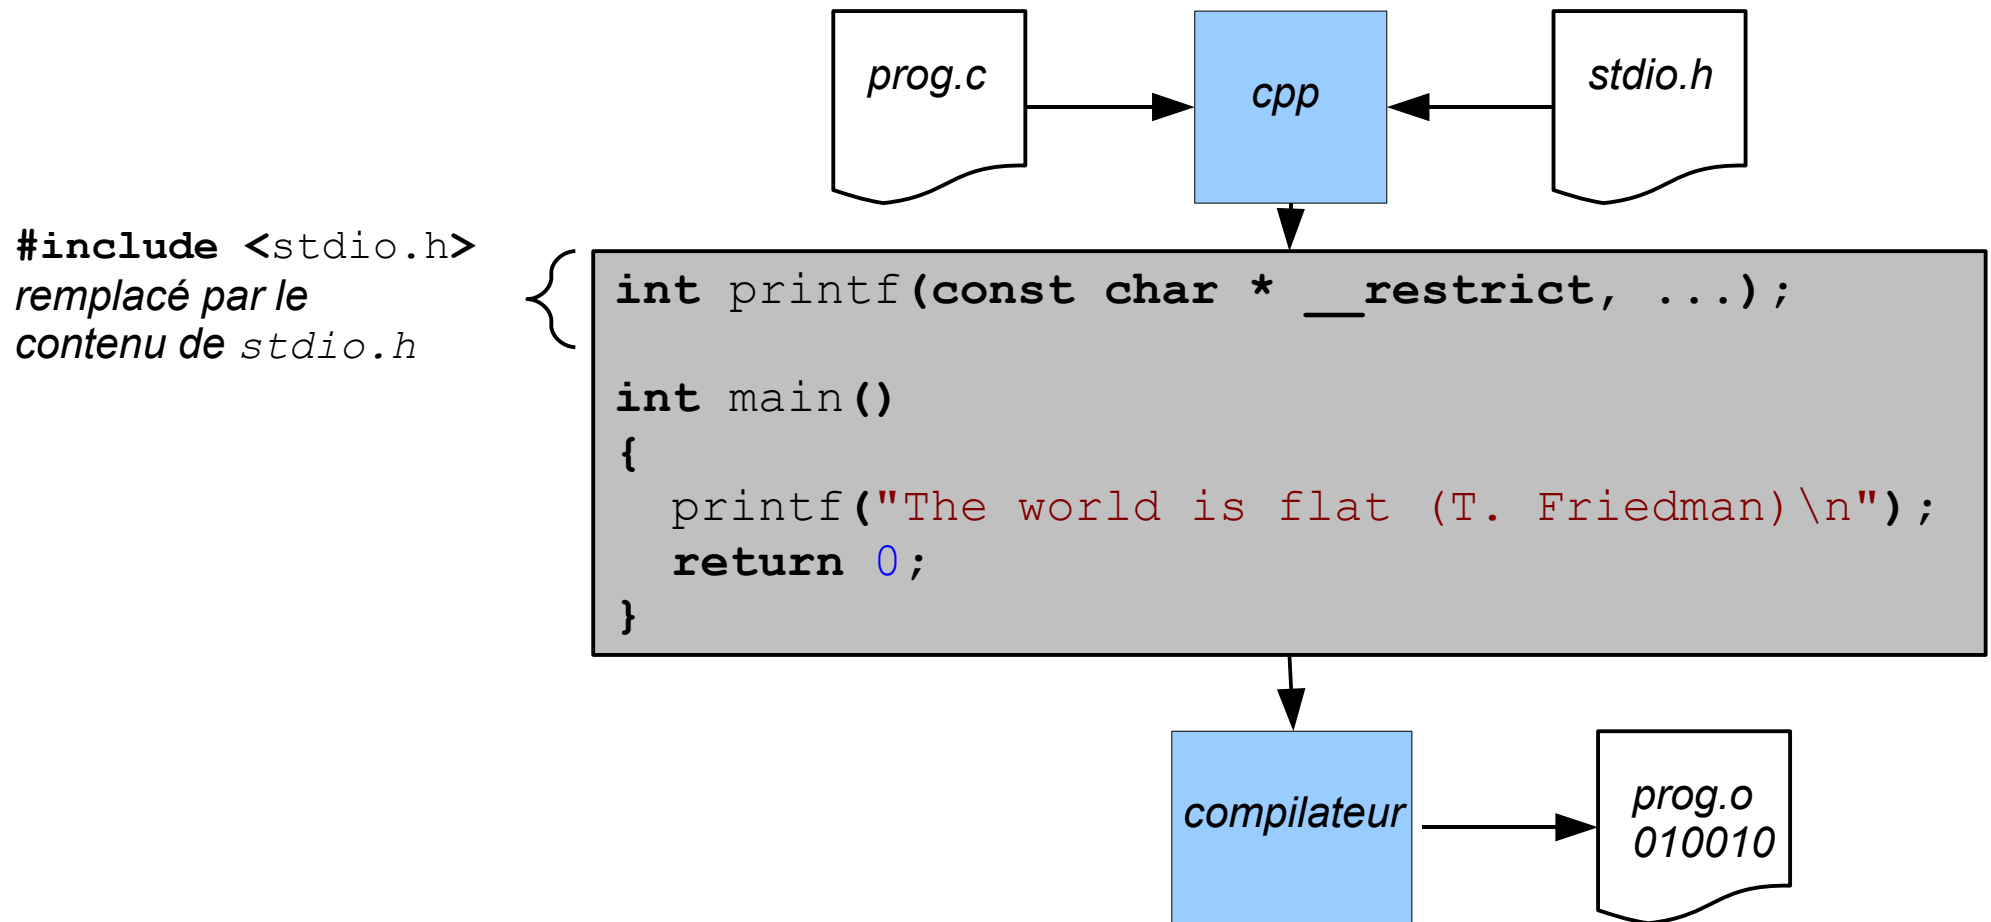 prog.c
cpp
stdio.h
#include <stdio.h>
remplacé par le
contenu de stdio.h
int printf(const char * __restrict, ...);
int main()
{
printf("The world is flat (T. Friedman)\n");
return 0;
}
compilateur
prog.o
010010